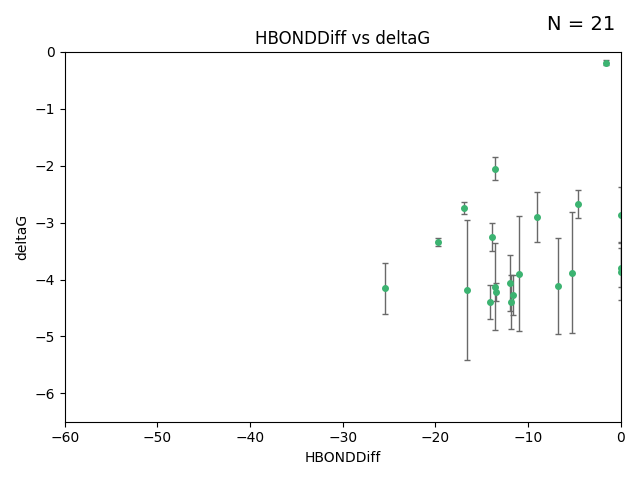 N = 21
HBONDDiff vs deltaG
0
−1
−2
−3
−4
−5
−6
deltaG
−60 −50 −40 −30 −20 −10 0
HBONDDiff